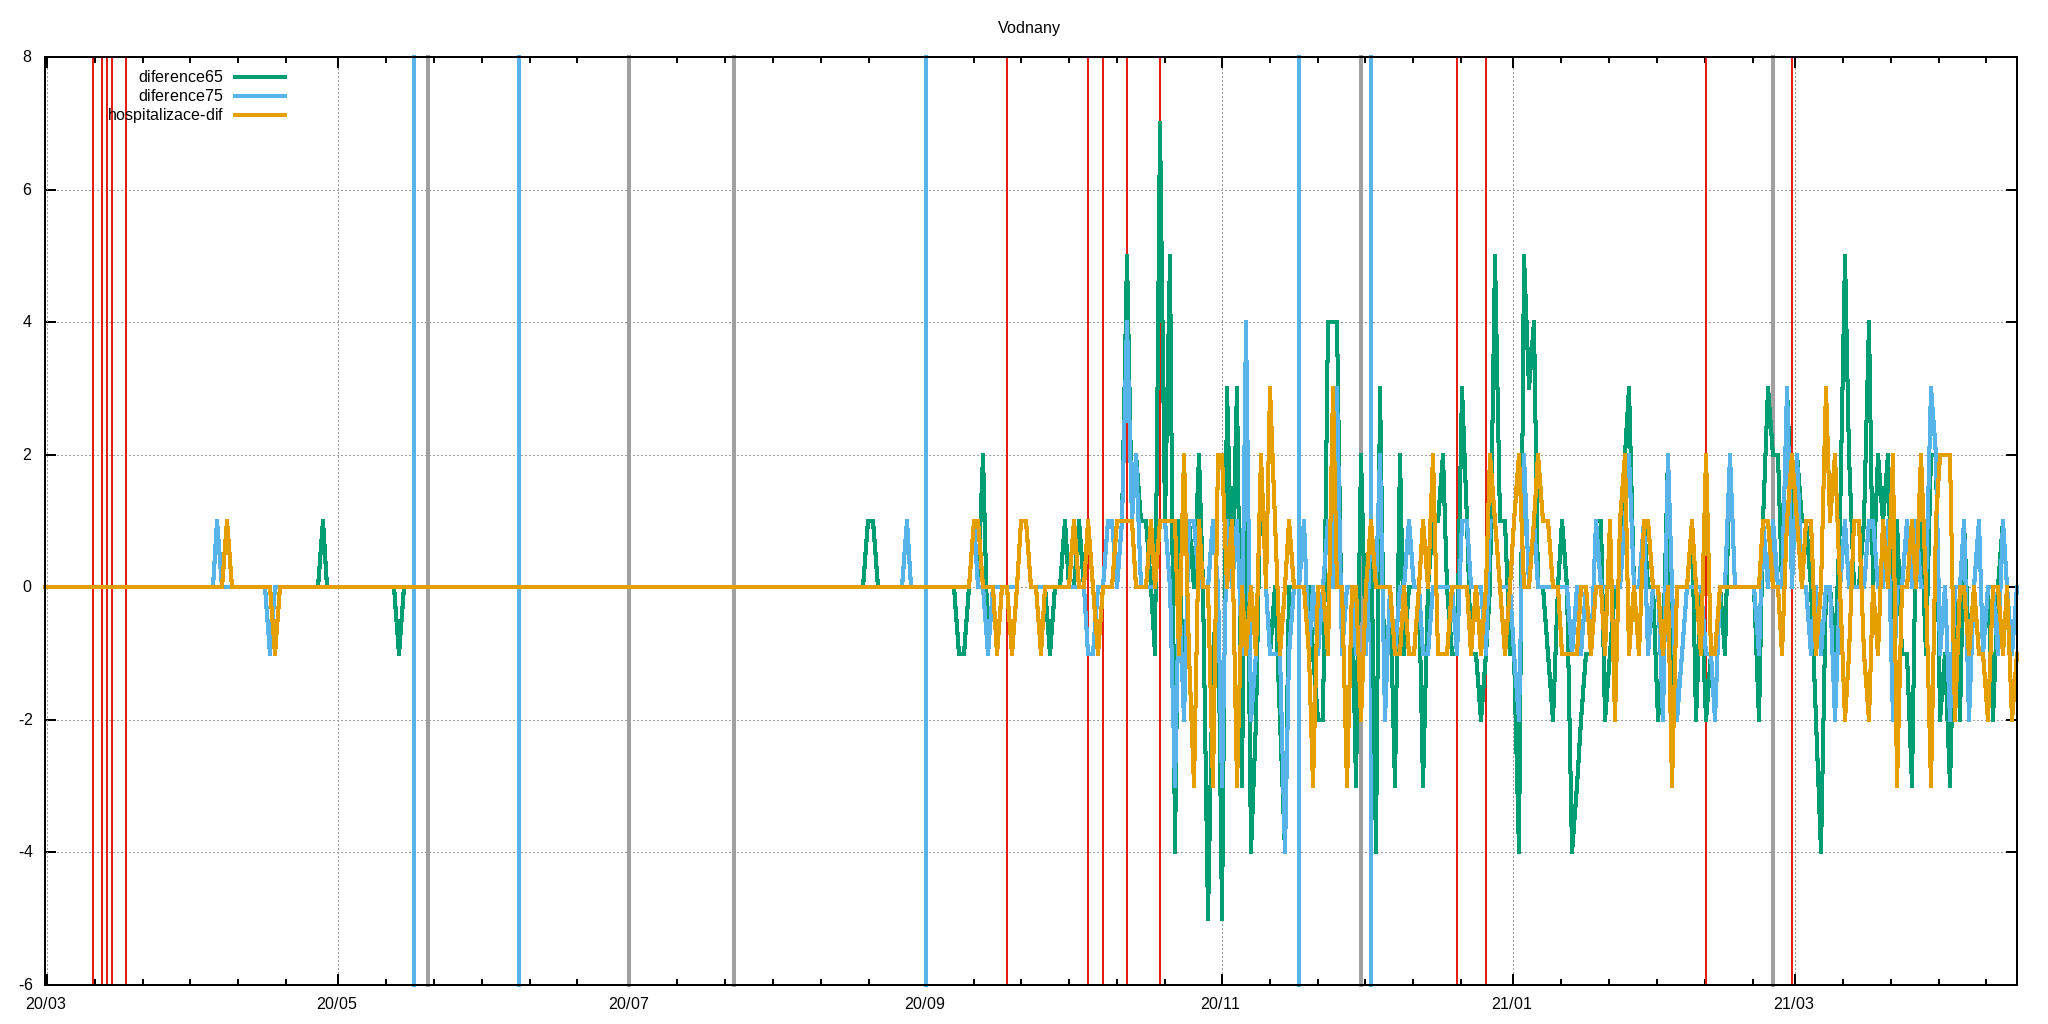 Vodnany
8
diference65
diference75
hospitalizace-dif
6
4
2
0
-2
-4
-6
20/03 20/05 20/07 20/09 20/11 21/01 21/03